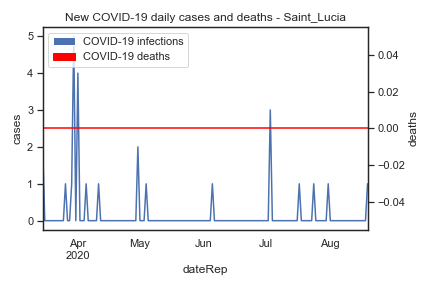 New COVID-19 daily cases and deaths - Saint_Lucia
COVID-19 infections
COVID-19 deaths
5
4
3
2
1
0
cases
0.04
0.02
0.00
−0.02
−0.04
deaths
Apr
2020
May
Jun
Jul
Aug
dateRep